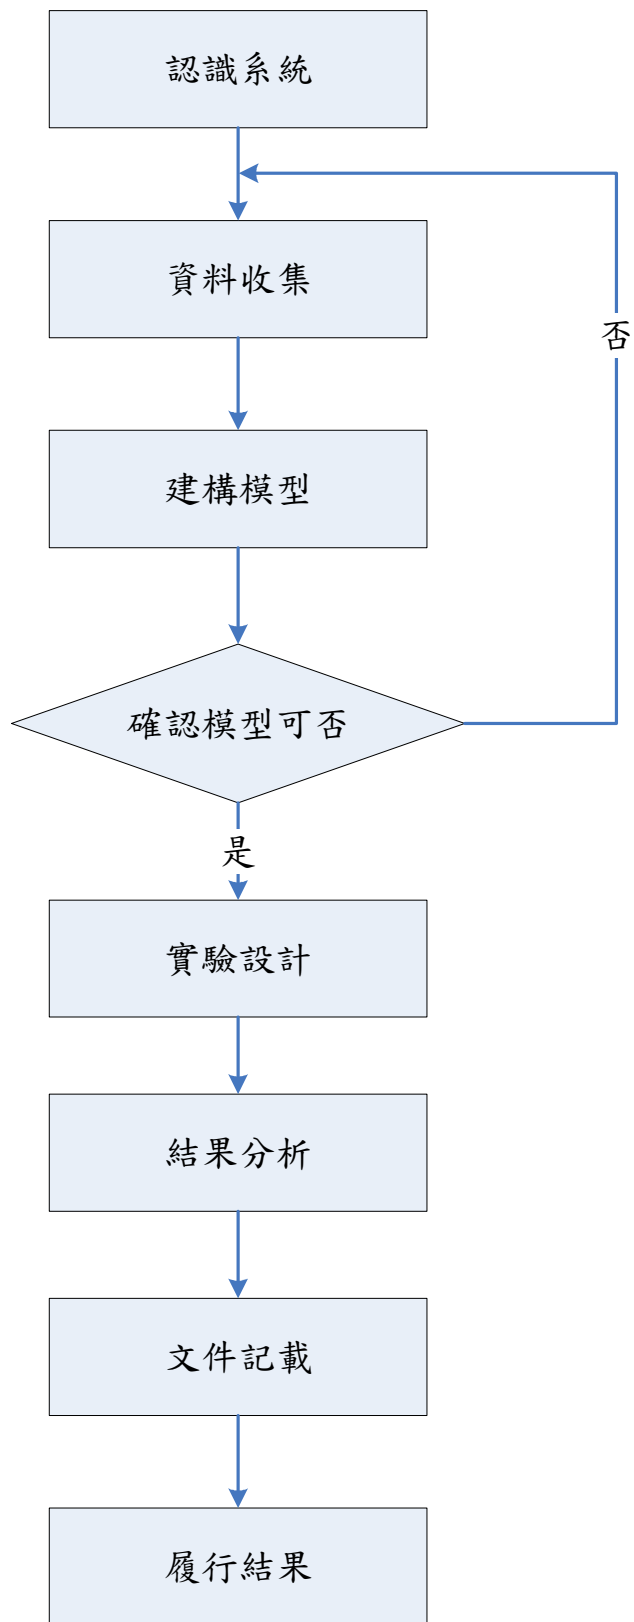 認識系統
資料收集
否
建構模型
確認模型可否
是
實驗設計
結果分析
文件記載
履行結果